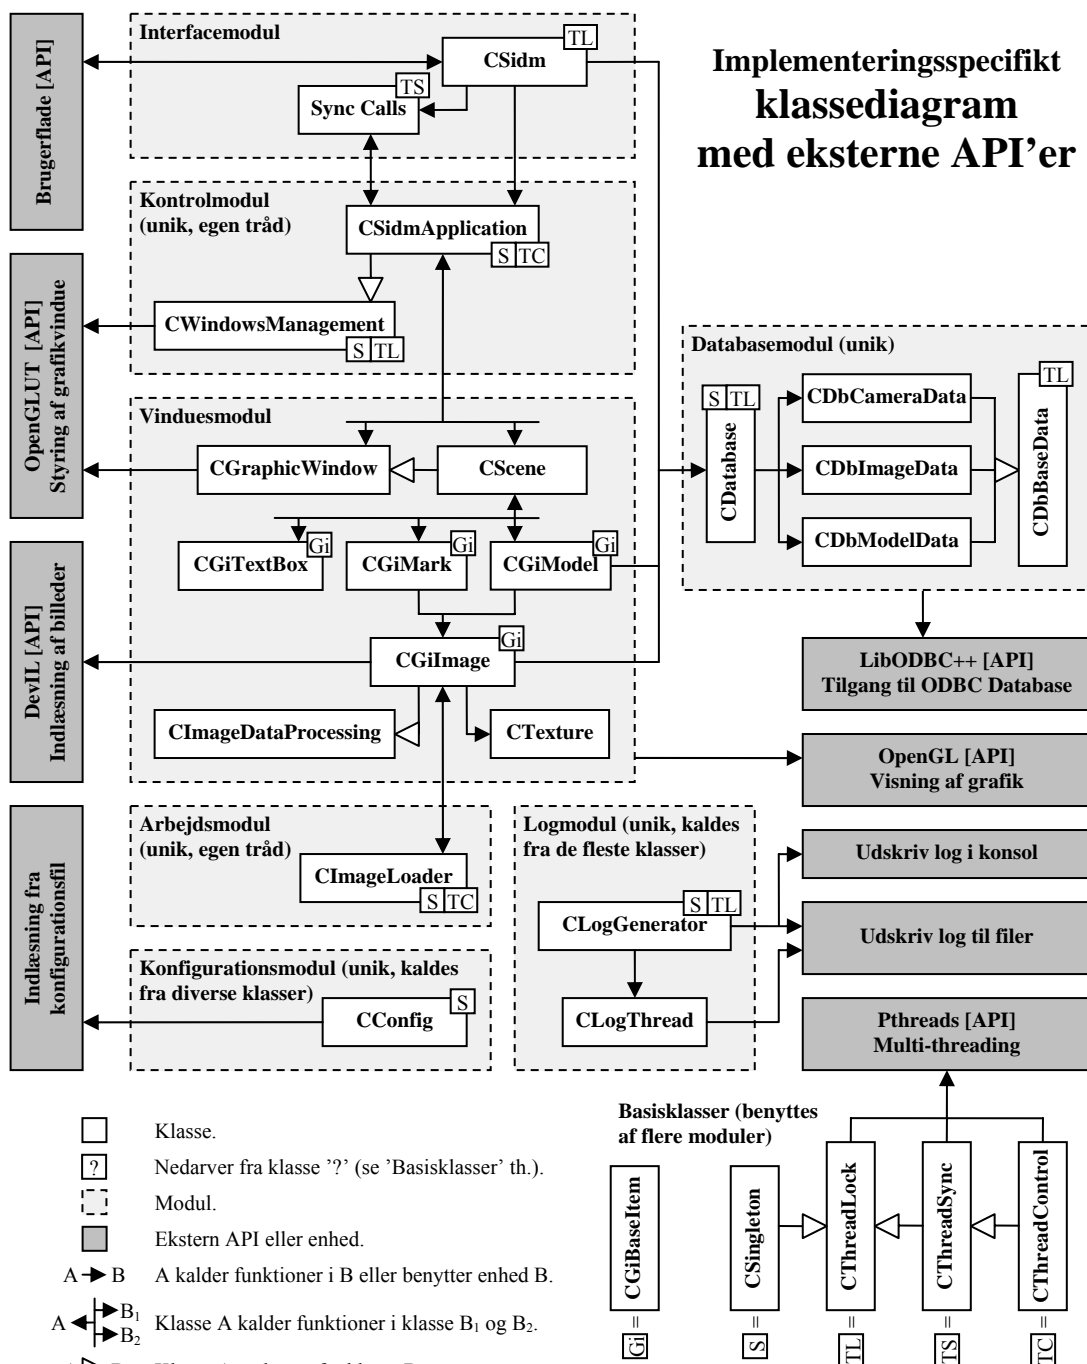 Implementeringsspecifikt
klassediagram
med eksterne API'er
Brugerflade [API]
OpenGLUT [API]
Styring af grafikvindue
DevIL [API]
Indlæsning af billeder
Indlæsning fra
konfigurationsfil
Interfacemodul
CSidm
TL
Sync Calls
TS
Kontrolmodul
(unik, egen tråd)
CSidmApplication
S TC
CWindowsManagement
S TL
Vinduesmodul
CGraphicWindow
CScene
CGiTextBox
Gi
CGiMark
Gi
CGiModel
Gi
CGiImage
Gi
CImageDataProcessing
CTexture
Databasemodul (unik)
S TL
CDatabase
CDbCameraData
CDbImageData
CDbModelData
TL
CDbBaseData
LibODBC++ [API]
Tilgang til ODBC Database
OpenGL [API]
Visning af grafik
Arbejdsmodul
(unik, egen tråd)
CImageLoader
S TC
Logmodul (unik, kaldes
fra de fleste klasser)
CLogGenerator
S TL
CLogThread
Udskriv log i konsol
Udskriv log til filer
Konfigurationsmodul (unik, kaldes
fra diverse klasser)
CConfig
S
Pthreads [API]
Multi-threading
Basisklasser (benyttes
af flere moduler)
Gi = CGiBaseItem
S = CSingleton
TL = CThreadLock
TS = CThreadSync
TC = CThreadControl
Klasse.
? Nedarver fra klasse '?' (se 'Basisklasser' th.).
Modul.
Ekstern API eller enhed.
A B A kalder funktioner i B eller benytter enhed B.
A B1 B2 Klasse A kalder funktioner i klasse B1 og B2.